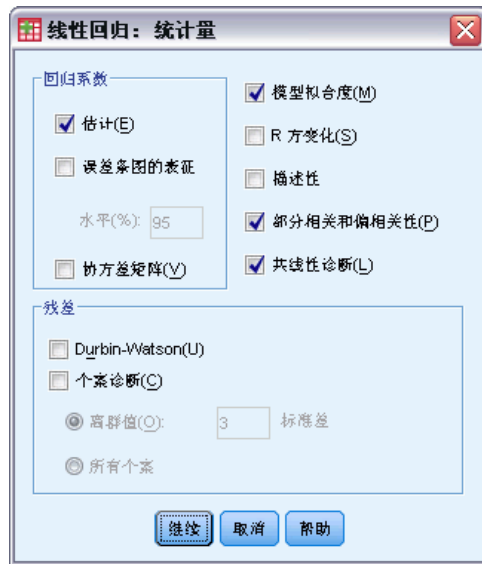 线性回归：统计量
回归系数
估计(E)
误差条图的表征
水平(%): 95
协方差矩阵(V)
模型拟合度(M)
R 方变化(S)
描述性
部分相关和偏相关性(P)
共线性诊断(L)
残差
Durbin-Watson(U)
个案诊断(C)
离群值(O): 3 标准差
所有个案
继续 取消 帮助